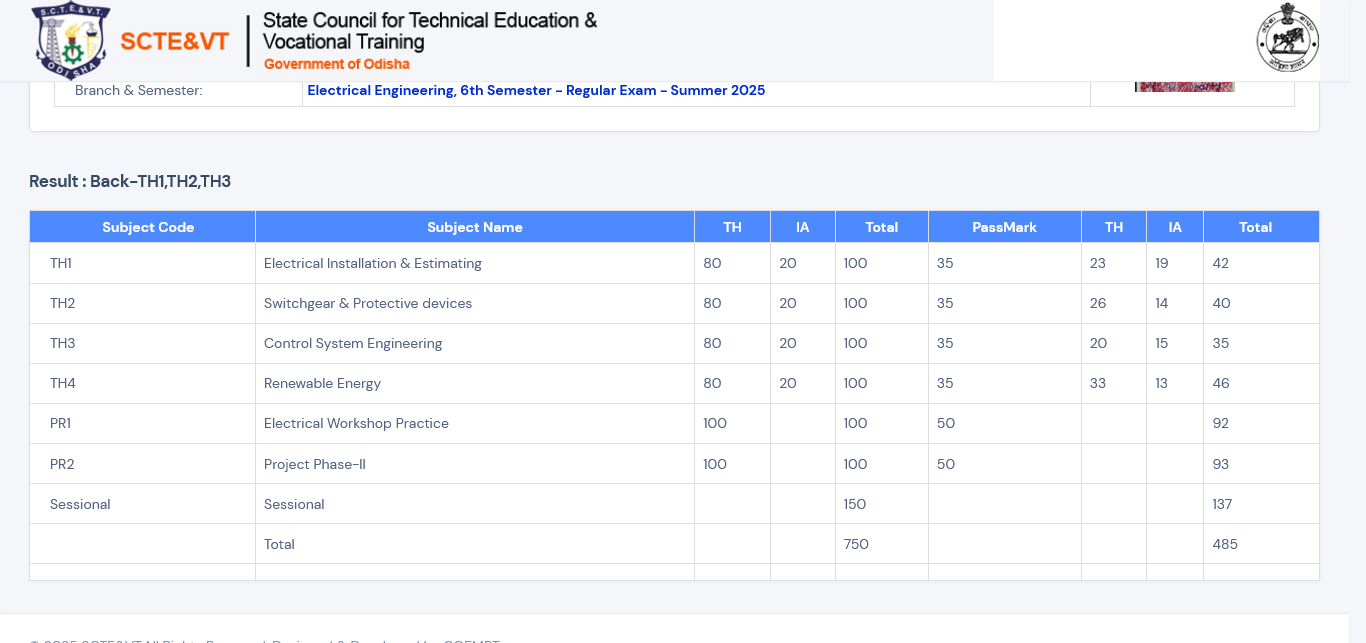 S.C.T.E.&V.T.
ODISHA
SCTE&VT
State Council for Technical Education &
Vocational Training
Government of Odisha
Branch & Semester: Electrical Engineering, 6th Semester - Regular Exam - Summer 2025
Result : Back-TH1,TH2,TH3
Subject Code Subject Name TH IA Total PassMark TH IA Total
TH1 Electrical Installation & Estimating 80 20 100 35 23 19 42
TH2 Switchgear & Protective devices 80 20 100 35 26 14 40
TH3 Control System Engineering 80 20 100 35 20 15 35
TH4 Renewable Energy 80 20 100 35 33 13 46
PR1 Electrical Workshop Practice 100 100 50 92
PR2 Project Phase-II 100 100 50 93
Sessional Sessional 150 137
Total 750 485